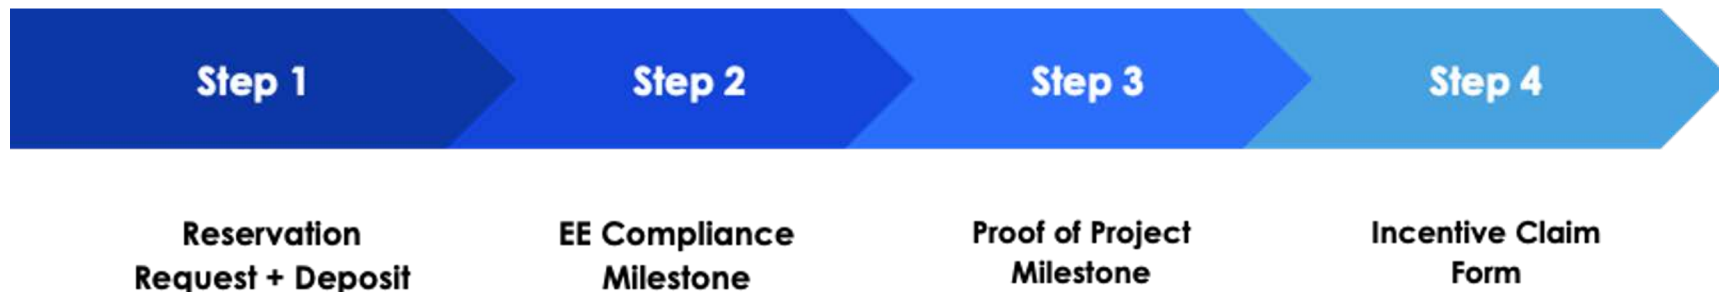 Step 1
Step 2
Step 3
Step 4
Reservation
Request + Deposit
EE Compliance
Milestone
Proof of Project
Milestone
Incentive Claim
Form